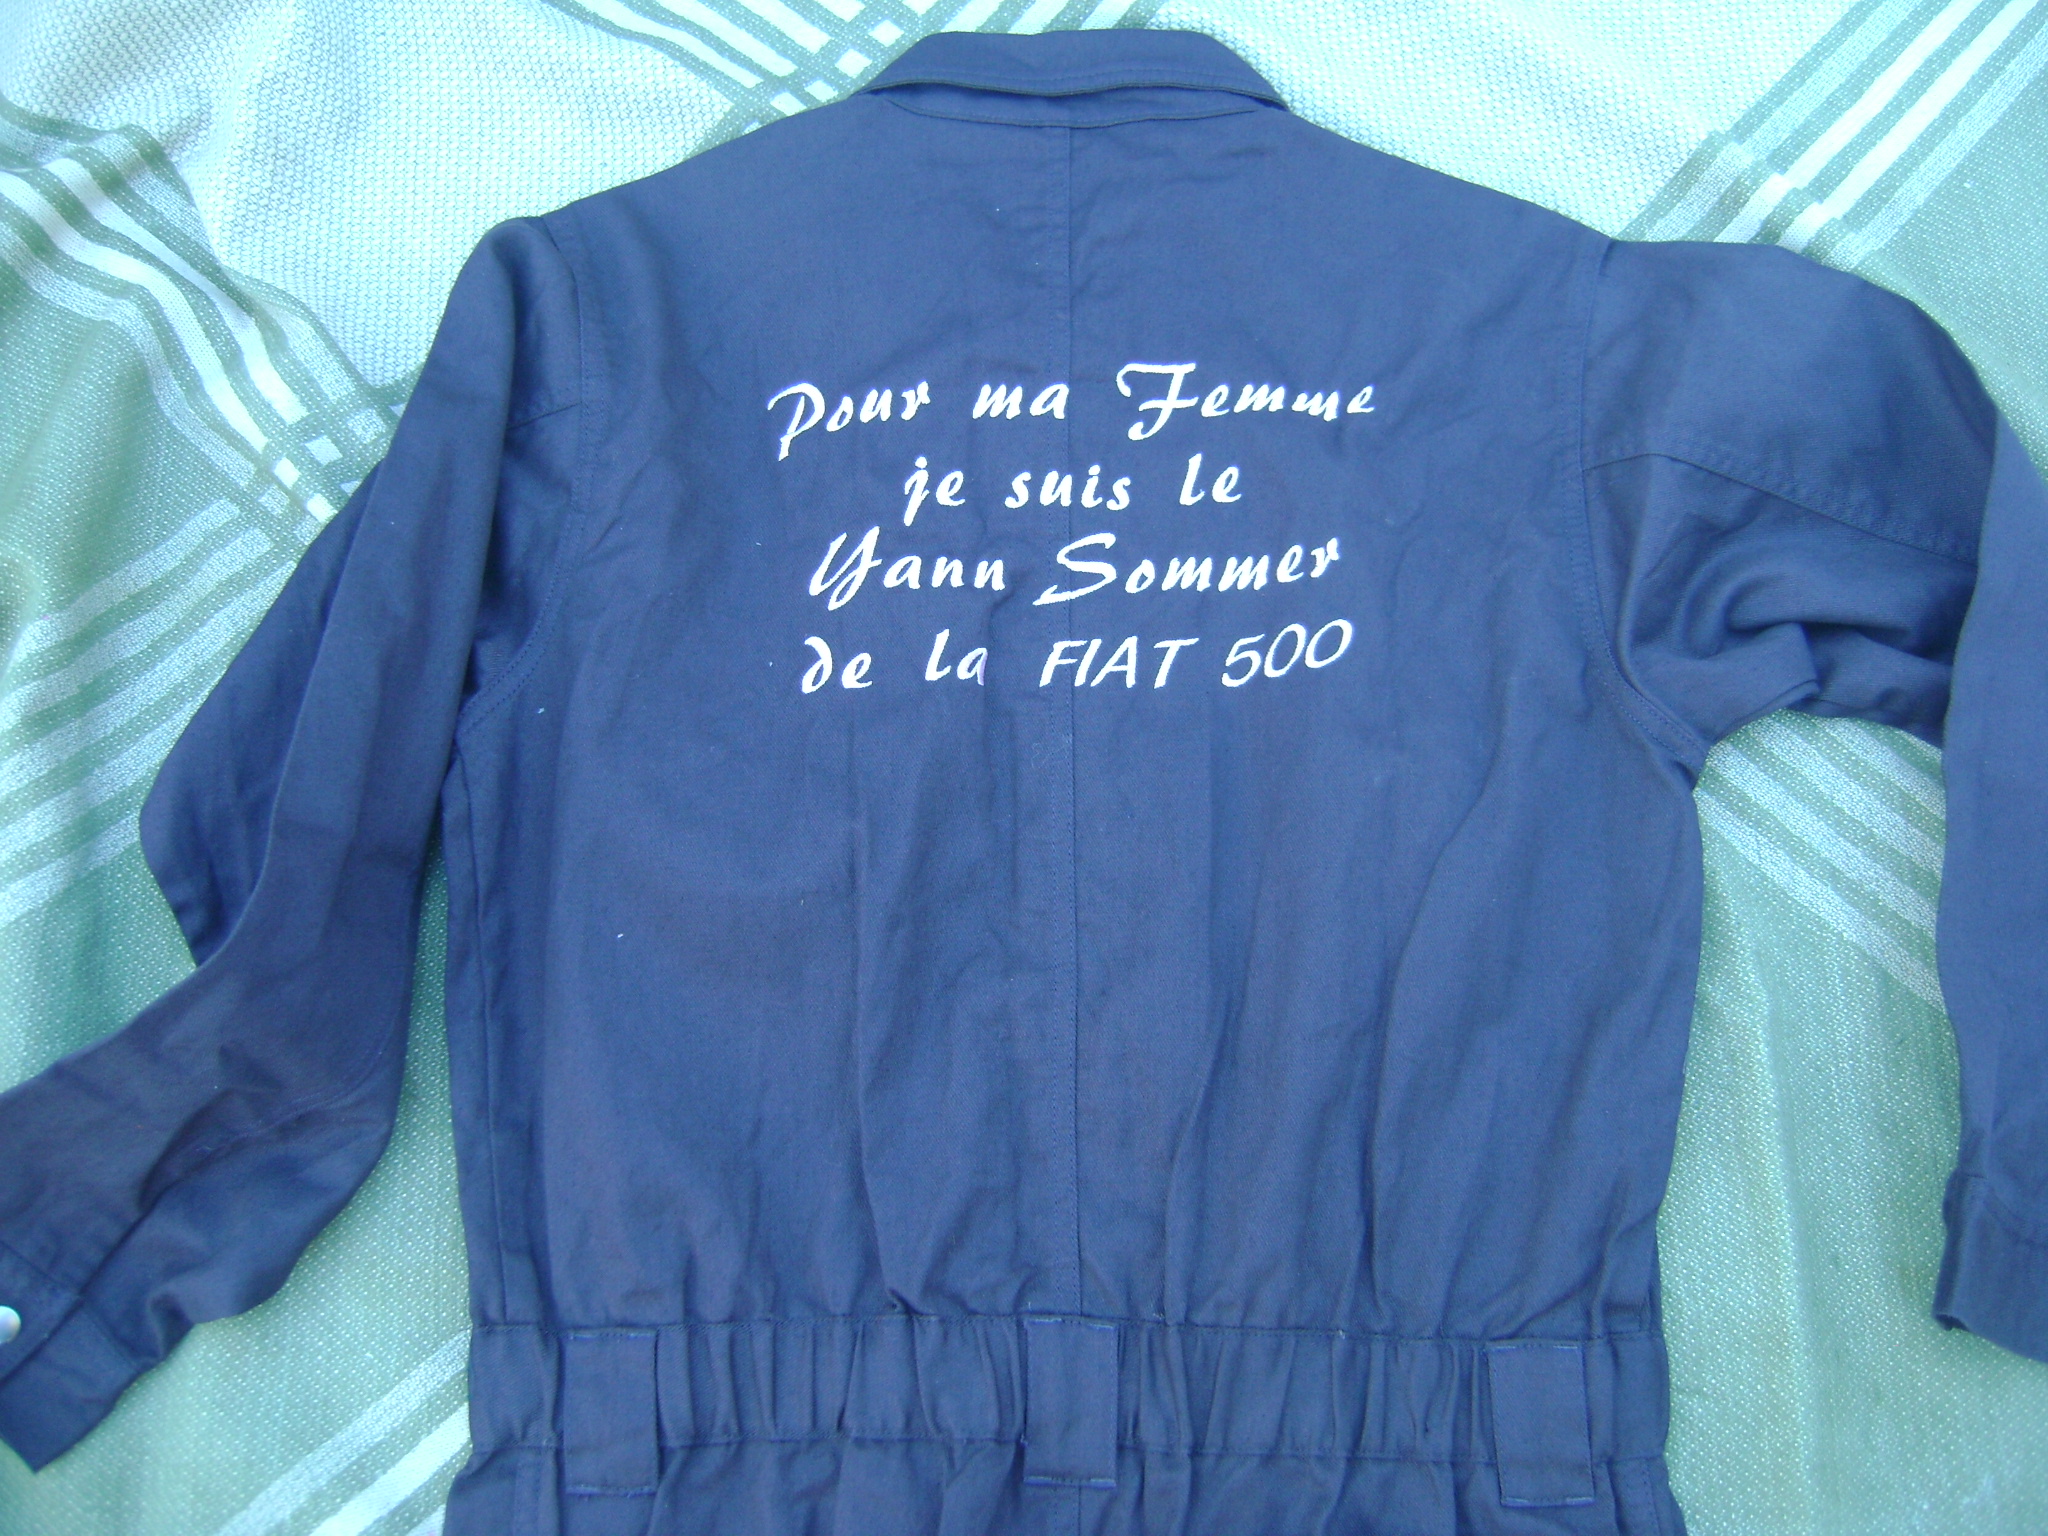 Pour ma Femme
je suis le
Yann Sommer
de la FIAT 500